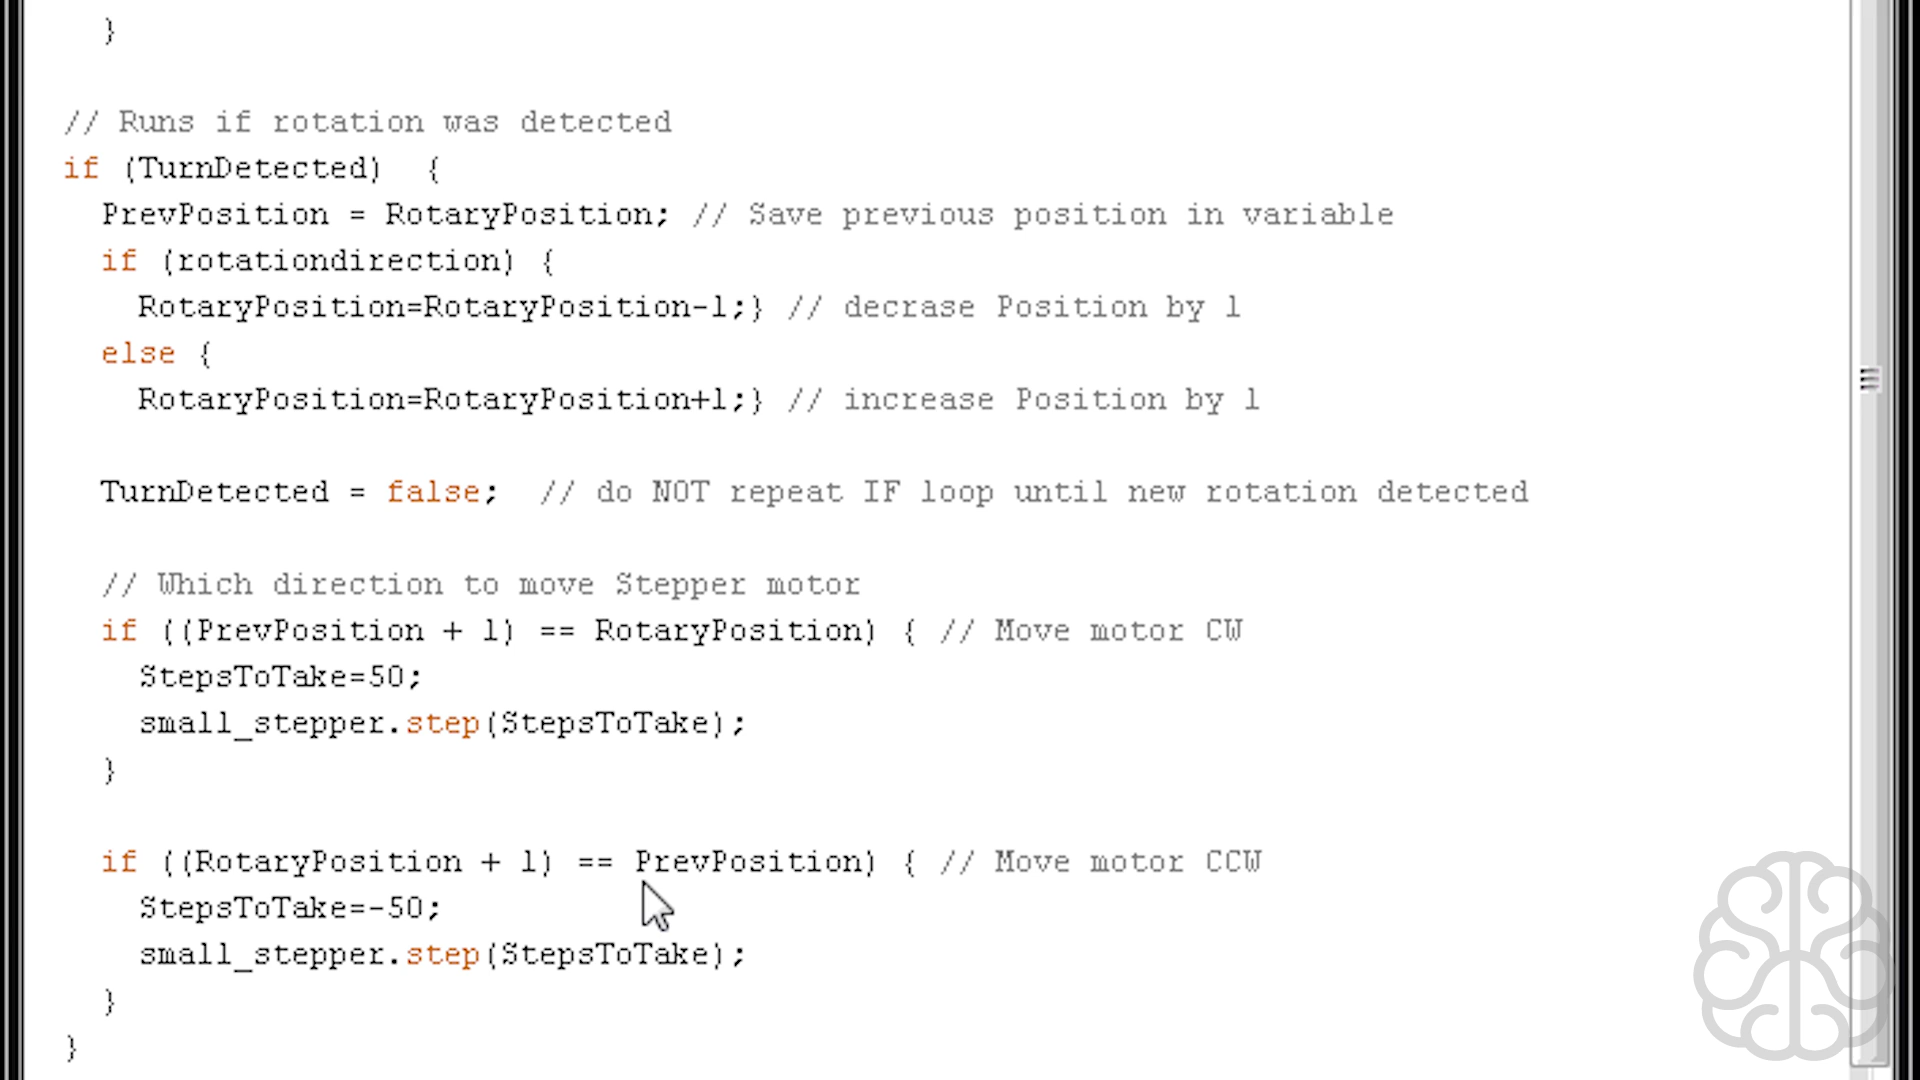 }
// Runs if rotation was detected
if (TurnDetected)  {
PrevPosition = RotaryPosition; // Save previous position in variable
if (rotationdirection) {
RotaryPosition=RotaryPosition-1;} // decrase Position by 1
else {
RotaryPosition=RotaryPosition+1;} // increase Position by 1
TurnDetected = false;  // do NOT repeat IF loop until new rotation detected
// Which direction to move Stepper motor
if ((PrevPosition + 1) == RotaryPosition) { // Move motor CW
StepsToTake=50;
small_stepper.step(StepsToTake);
}
if ((RotaryPosition + 1) == PrevPosition) { // Move motor CCW
StepsToTake=-50;
small_stepper.step(StepsToTake);
}
}